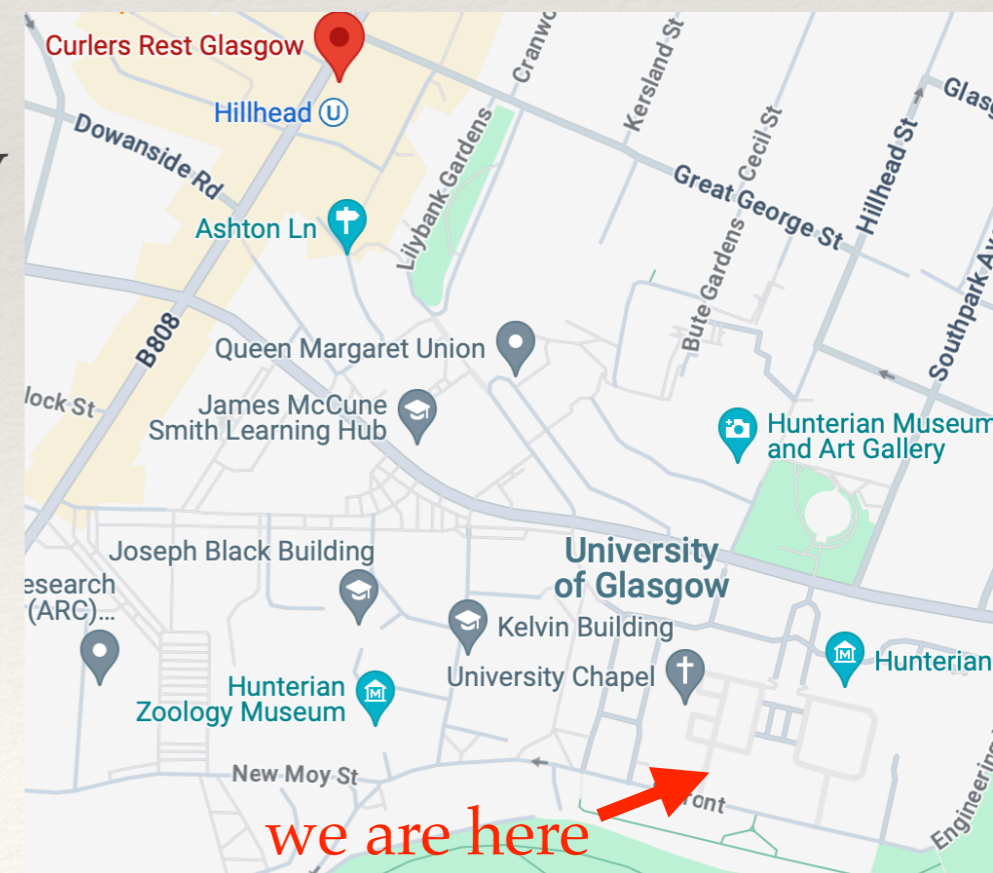 Curlers Rest Glasgow
Hillhead U
Cranwo
Kersland St
Glasg
Dowanside Rd
Lilybank Gardens
Cecil St
Hillhead St
Great George St
Ashton Ln
Bute Gardens
Southpark Av
B808
Queen Margaret Union
lock St
James McCune
Smith Learning Hub
Hunterian Museum
and Art Gallery
Joseph Black Building
University
of Glasgow
esearch
(ARC)...
Kelvin Building
University Chapel
Hunterian
Hunterian
Zoology Museum
New Moy St
ront
Engineering
we are here